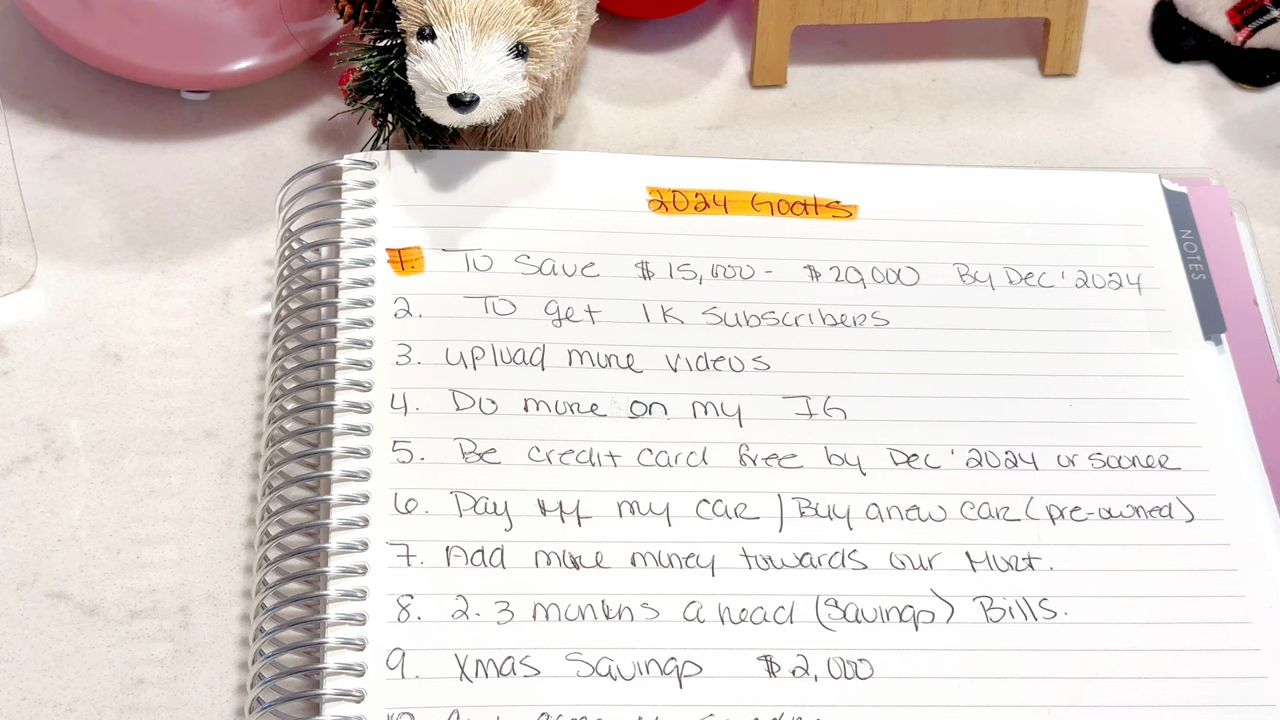 2024 Goals
1. To Save $15,000 - $20,000 By Dec '2024
2. To get 1K Subscribers
3. upload more videos
4. Do more on my IG
5. Be credit card free by Dec '2024 or sooner
6. Pay off my car / Buy a new car (pre-owned)
7. Add more money towards our Mort.
8. 2-3 months ahead (Savings) Bills.
9. Xmas Savings $2,000
10.
NOTES